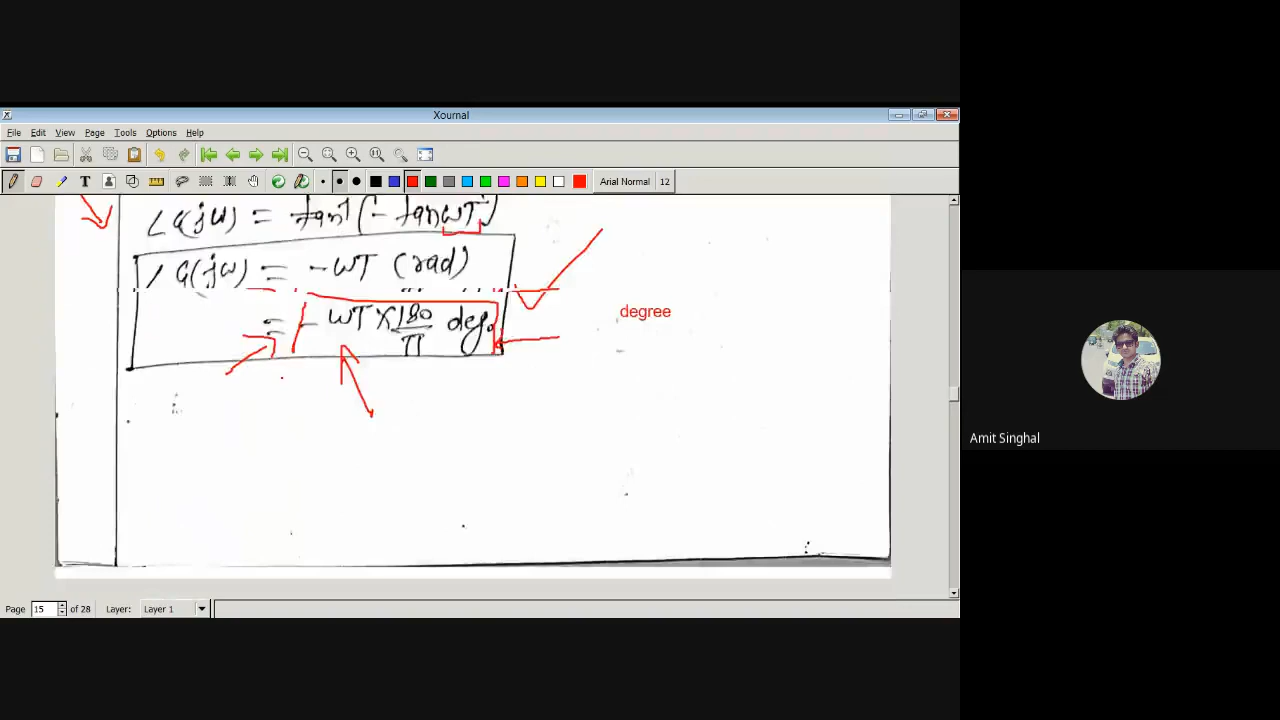 Xournal
File Edit View Page Tools Options Help
Arial Normal 12
∠G(jω) = tan⁻¹(-tanωT)
∠G(jω) = -ωT (rad)
= -ωT × 180/π deg.
degree
Amit Singhal
Page 15 of 28 Layer: Layer 1